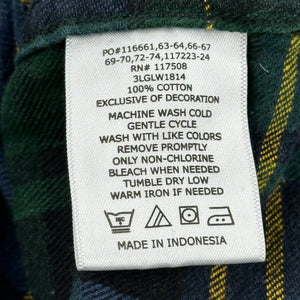 PO#116661,63-64,66-67
69-70,72-74,117223-24
RN# 117508
3LGLW1814
100% COTTON
EXCLUSIVE OF DECORATION
MACHINE WASH COLD
GENTLE CYCLE
WASH WITH LIKE COLORS
REMOVE PROMPTLY
ONLY NON-CHLORINE
BLEACH WHEN NEEDED
TUMBLE DRY LOW
WARM IRON IF NEEDED
MADE IN INDONESIA